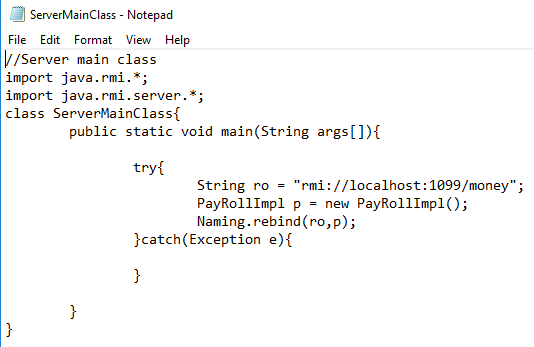 ServerMainClass - Notepad
File Edit Format View Help
//Server main class
import java.rmi.*;
import java.rmi.server.*;
class ServerMainClass{
public static void main(String args[]){
try{
String ro = "rmi://localhost:1099/money";
PayRollImpl p = new PayRollImpl();
Naming.rebind(ro,p);
}catch(Exception e){
}
}
}